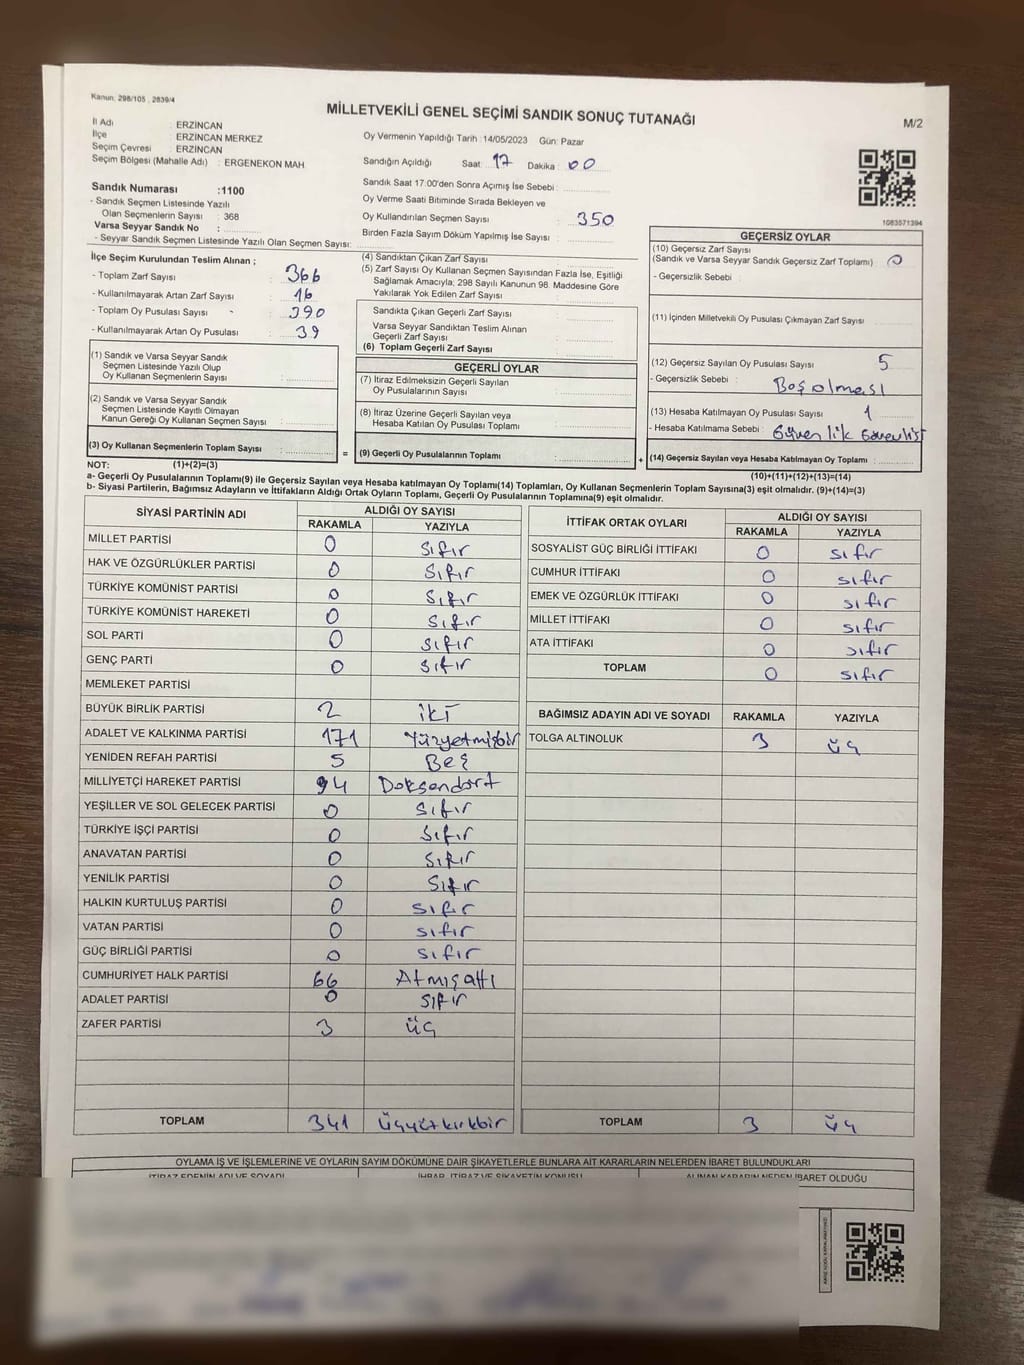 Kanun: 298/105 , 2839/4
MİLLETVEKİLİ GENEL SEÇİMİ SANDIK SONUÇ TUTANAĞI
M/2
İl Adı : ERZİNCAN
İlçe : ERZİNCAN MERKEZ
Seçim Çevresi : ERZİNCAN
Seçim Bölgesi (Mahalle Adı) : ERGENEKON MAH
Oy Vermenin Yapıldığı Tarih : 14/05/2023 Gün: Pazar
Sandığın Açıldığı Saat: 17 Dakika : 00
Sandık Saat 17:00'den Sonra Açımış İse Sebebi :
Oy Verme Saati Bitiminde Sırada Bekleyen ve
Oy Kullandırılan Seçmen Sayısı : 350
Birden Fazla Sayım Döküm Yapılmış İse Sayısı :
1083571394
Sandık Numarası :1100
- Sandık Seçmen Listesinde Yazılı
Olan Seçmenlerin Sayısı : 368
Varsa Seyyar Sandık No :
- Seyyar Sandık Seçmen Listesinde Yazılı Olan Seçmen Sayısı:
İlçe Seçim Kurulundan Teslim Alınan ;
- Toplam Zarf Sayısı : 366
- Kullanılmayarak Artan Zarf Sayısı : 16
- Toplam Oy Pusulası Sayısı : 390
- Kullanılmayarak Artan Oy Pusulası : 39
(1) Sandık ve Varsa Seyyar Sandık
Seçmen Listesinde Yazılı Olup
Oy Kullanan Seçmenlerin Sayısı :
(2) Sandık ve Varsa Seyyar Sandık
Seçmen Listesinde Kayıtlı Olmayan
Kanun Gereği Oy Kullanan Seçmen Sayısı :
(3) Oy Kullanan Seçmenlerin Toplam Sayısı :
(4) Sandıktan Çıkan Zarf Sayısı :
(5) Zarf Sayısı Oy Kullanan Seçmen Sayısından Fazla İse, Eşitliği
Sağlamak Amacıyla; 298 Sayılı Kanunun 98. Maddesine Göre
Yakılarak Yok Edilen Zarf Sayısı :
Sandıkta Çıkan Geçerli Zarf Sayısı :
Varsa Seyyar Sandıktan Teslim Alınan
Geçerli Zarf Sayısı :
(6) Toplam Geçerli Zarf Sayısı :
GEÇERLİ OYLAR
(7) İtiraz Edilmeksizin Geçerli Sayılan
Oy Pusulalarının Sayısı :
(8) İtiraz Üzerine Geçerli Sayılan veya
Hesaba Katılan Oy Pusulası Toplamı :
= (9) Geçerli Oy Pusulalarının Toplamı :
GEÇERSİZ OYLAR
(10) Geçersiz Zarf Sayısı
(Sandık ve Varsa Seyyar Sandık Geçersiz Zarf Toplamı) : 0
- Geçersizlik Sebebi :
(11) İçinden Milletvekili Oy Pusulası Çıkmayan Zarf Sayısı :
(12) Geçersiz Sayılan Oy Pusulası Sayısı : 5
- Geçersizlik Sebebi : Boş olması
(13) Hesaba Katılmayan Oy Pusulası Sayısı : 1
- Hesaba Katılmama Sebebi : Güvenlik Görevlisi
+ (14) Geçersiz Sayılan veya Hesaba Katılmayan Oy Toplamı :
NOT: (1)+(2)=(3)
(10)+(11)+(12)+(13)=(14)
a- Geçerli Oy Pusulalarının Toplamı(9) ile Geçersiz Sayılan veya Hesaba katılmayan Oy Toplamı(14) Toplamları, Oy Kullanan Seçmenlerin Toplam Sayısına(3) eşit olmalıdır. (9)+(14)=(3)
b- Siyasi Partilerin, Bağımsız Adayların ve İttifakların Aldığı Ortak Oyların Toplamı, Geçerli Oy Pusulalarının Toplamına(9) eşit olmalıdır.
SİYASİ PARTİNİN ADI ALDIĞI OY SAYISI
RAKAMLA YAZIYLA
MİLLET PARTİSİ 0 Sıfır
HAK VE ÖZGÜRLÜKLER PARTİSİ 0 Sıfır
TÜRKİYE KOMÜNİST PARTİSİ 0 Sıfır
TÜRKİYE KOMÜNİST HAREKETİ 0 Sıfır
SOL PARTİ 0 Sıfır
GENÇ PARTİ 0 Sıfır
MEMLEKET PARTİSİ
BÜYÜK BİRLİK PARTİSİ 2 iki
ADALET VE KALKINMA PARTİSİ 171 Yüzyetmişbir
YENİDEN REFAH PARTİSİ 5 Beş
MİLLİYETÇİ HAREKET PARTİSİ 94 Doksandört
YEŞİLLER VE SOL GELECEK PARTİSİ 0 Sıfır
TÜRKİYE İŞÇİ PARTİSİ 0 Sıfır
ANAVATAN PARTİSİ 0 Sıfır
YENİLİK PARTİSİ 0 Sıfır
HALKIN KURTULUŞ PARTİSİ 0 Sıfır
VATAN PARTİSİ 0 Sıfır
GÜÇ BİRLİĞİ PARTİSİ 0 Sıfır
CUMHURİYET HALK PARTİSİ 66 Atmışaltı
ADALET PARTİSİ 0 Sıfır
ZAFER PARTİSİ 3 üç
TOPLAM 341 üçyüzkırkbir
İTTİFAK ORTAK OYLARI ALDIĞI OY SAYISI
RAKAMLA YAZIYLA
SOSYALİST GÜÇ BİRLİĞİ İTTİFAKI 0 sıfır
CUMHUR İTTİFAKI 0 sıfır
EMEK VE ÖZGÜRLÜK İTTİFAKI 0 sıfır
MİLLET İTTİFAKI 0 sıfır
ATA İTTİFAKI 0 sıfır
TOPLAM 0 sıfır
BAĞIMSIZ ADAYIN ADI VE SOYADI RAKAMLA YAZIYLA
TOLGA ALTINOLUK 3 üç
TOPLAM 3 üç
OYLAMA İŞ VE İŞLEMLERİNE VE OYLARIN SAYIM DÖKÜMÜNE DAİR ŞİKAYETLERLE BUNLARA AİT KARARLARIN NELERDEN İBARET BULUNDUKLARI
İTİRAZ EDENİN ADI VE SOYADI İHBAR, İTİRAZ VE ŞİKAYETİN KONUSU ALINAN KARARIN NEDEN İBARET OLDUĞU